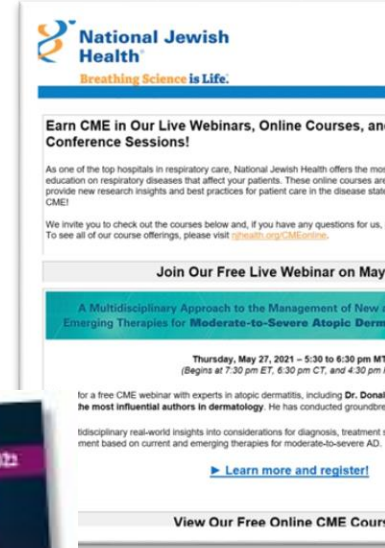 National Jewish
Health®
Breathing Science is Life.
Earn CME in Our Live Webinars, Online Courses, and
Conference Sessions!
As one of the top hospitals in respiratory care, National Jewish Health offers the mos
education on respiratory diseases that affect your patients. These online courses are
provide new research insights and best practices for patient care in the disease state
CME!
We invite you to check out the courses below and, if you have any questions for us,
To see all of our course offerings, please visit njhealth.org/CMEonline.
Join Our Free Live Webinar on May
A Multidisciplinary Approach to the Management of New a
Emerging Therapies for Moderate-to-Severe Atopic Derm
Thursday, May 27, 2021 – 5:30 to 6:30 pm MT
(Begins at 7:30 pm ET, 6:30 pm CT, and 4:30 pm
for a free CME webinar with experts in atopic dermatitis, including Dr. Donal
he most influential authors in dermatology. He has conducted groundbre
tidisciplinary real-world insights into considerations for diagnosis, treatment s
ment based on current and emerging therapies for moderate-to-severe AD.
► Learn more and register!
View Our Free Online CME Cours